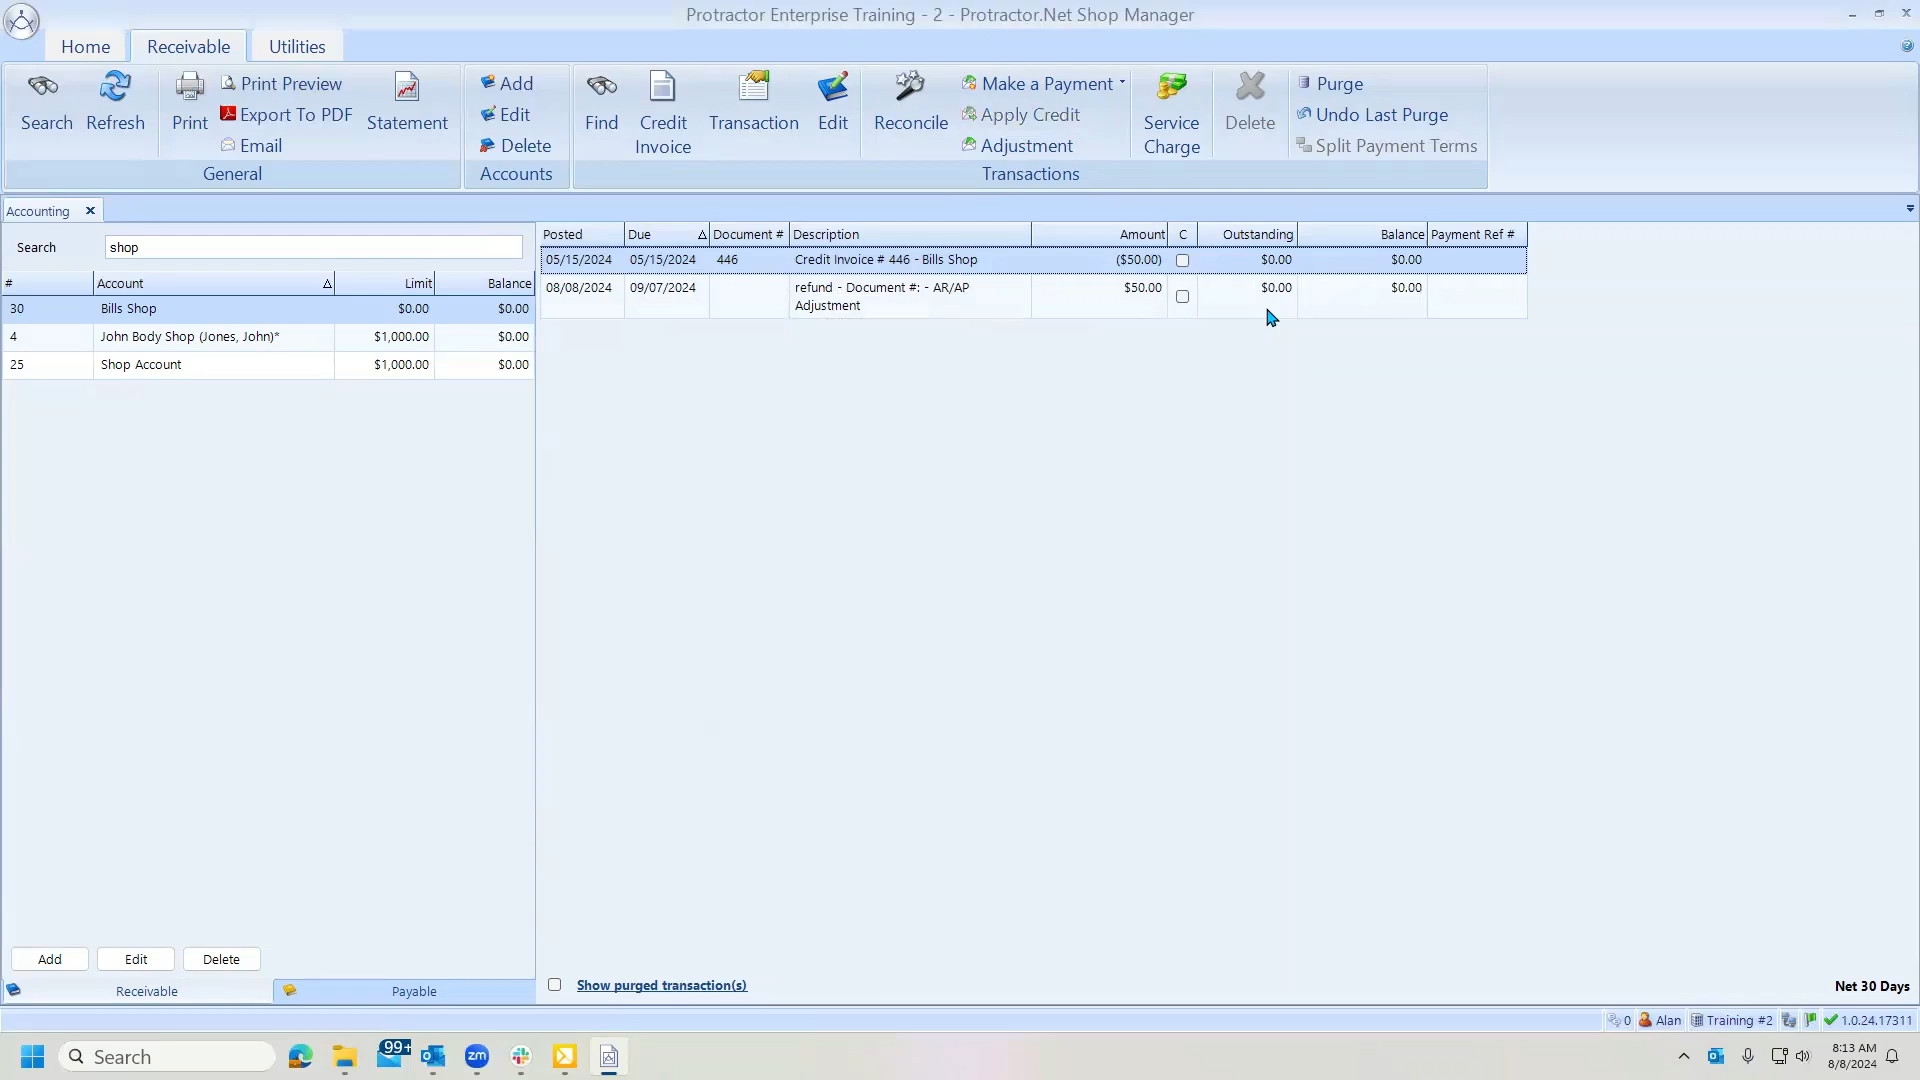 Protractor Enterprise Training - 2 - Protractor.Net Shop Manager
Home
Receivable
Utilities
Search
Refresh
Print
Print Preview
Export To PDF
Email
Statement
General
Add
Edit
Delete
Accounts
Find
Credit
Invoice
Transaction
Edit
Reconcile
Make a Payment
Apply Credit
Adjustment
Service
Charge
Delete
Purge
Undo Last Purge
Split Payment Terms
Transactions
Accounting
Search
shop
# Account Limit Balance
30 Bills Shop $0.00 $0.00
4 John Body Shop (Jones, John)* $1,000.00 $0.00
25 Shop Account $1,000.00 $0.00
Posted Due Document # Description Amount C Outstanding Balance Payment Ref #
05/15/2024 05/15/2024 446 Credit Invoice # 446 - Bills Shop ($50.00) $0.00 $0.00
08/08/2024 09/07/2024 refund - Document #: - AR/AP $50.00 $0.00 $0.00
Adjustment
Add
Edit
Delete
Receivable
Payable
Show purged transaction(s)
Net 30 Days
0
Alan
Training #2
1.0.24.17311
Search
99+
zm
8:13 AM
8/8/2024